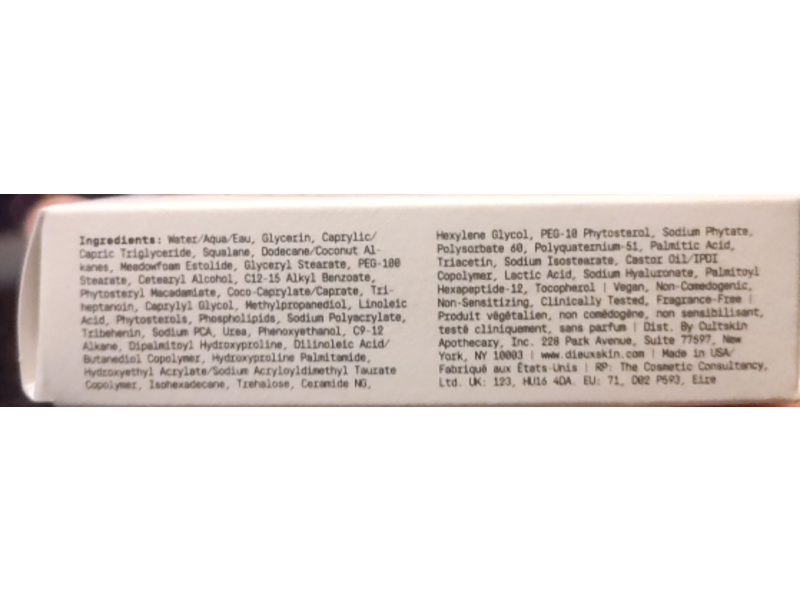 Ingredients: Water/Aqua/Eau, Glycerin, Caprylic/
Capric Triglyceride, Squalane, Dodecane/Coconut Al-
kanes, Meadowfoam Estolide, Glyceryl Stearate, PEG-100
Stearate, Cetearyl Alcohol, C12-15 Alkyl Benzoate,
Phytosteryl Macadamiate, Coco-Caprylate/Caprate, Tri-
heptanoin, Caprylyl Glycol, Methylpropanediol, Linoleic
Acid, Phytosterols, Phospholipids, Sodium Polyacrylate,
Tribehenin, Sodium PCA, Urea, Phenoxyethanol, C9-12
Alkane, Dipalmitoyl Hydroxyproline, Dilinoleic Acid/
Butanediol Copolymer, Hydroxyproline Palmitamide,
Hydroxyethyl Acrylate/Sodium Acryloyldimethyl Taurate
Copolymer, Isohexadecane, Trehalose, Ceramide NG,
Hexylene Glycol, PEG-10 Phytosterol, Sodium Phytate,
Polysorbate 60, Polyquaternium-51, Palmitic Acid,
Triacetin, Sodium Isostearate, Castor Oil/IPDI
Copolymer, Lactic Acid, Sodium Hyaluronate, Palmitoyl
Hexapeptide-12, Tocopherol | Vegan, Non-Comedogenic,
Non-Sensitizing, Clinically Tested, Fragrance-Free |
Produit végétalien, non comédogène, non sensibilisant,
testé cliniquement, sans parfum | Dist. By Cultskin
Apothecary, Inc. 228 Park Avenue, Suite 77597, New
York, NY 10003 | www.dieuxskin.com | Made in USA/
Fabriqué aux États-Unis | RP: The Cosmetic Consultancy,
Ltd. UK: 123, HU16 4DA. EU: 71, D02 P593, Eire